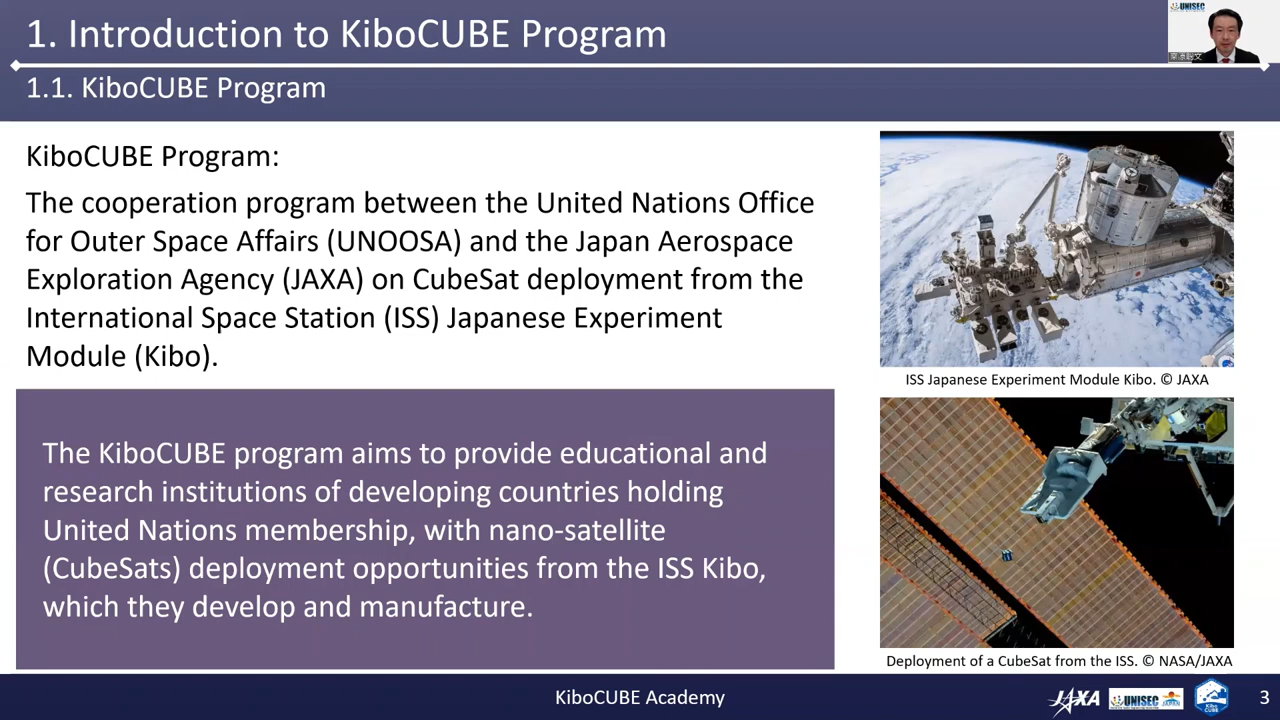 1. Introduction to KiboCUBE Program
UNISEC
1.1. KiboCUBE Program
KiboCUBE Program:
The cooperation program between the United Nations Office
for Outer Space Affairs (UNOOSA) and the Japan Aerospace
Exploration Agency (JAXA) on CubeSat deployment from the
International Space Station (ISS) Japanese Experiment
Module (Kibo).
The KiboCUBE program aims to provide educational and
research institutions of developing countries holding
United Nations membership, with nano-satellite
(CubeSats) deployment opportunities from the ISS Kibo,
which they develop and manufacture.
ISS Japanese Experiment Module Kibo. © JAXA
Deployment of a CubeSat from the ISS. © NASA/JAXA
KiboCUBE Academy
JAXA
UNISEC
JAPAN
Kibo
CUBE
3